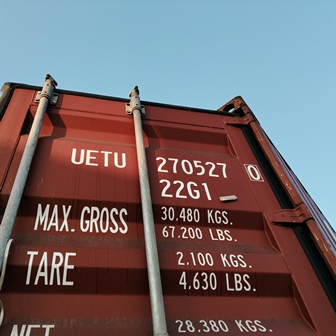 UETU 270527 0
22G1
MAX. GROSS 30.480 KGS.
67.200 LBS.
TARE 2.100 KGS.
4.630 LBS.
NET 28.380 KGS.